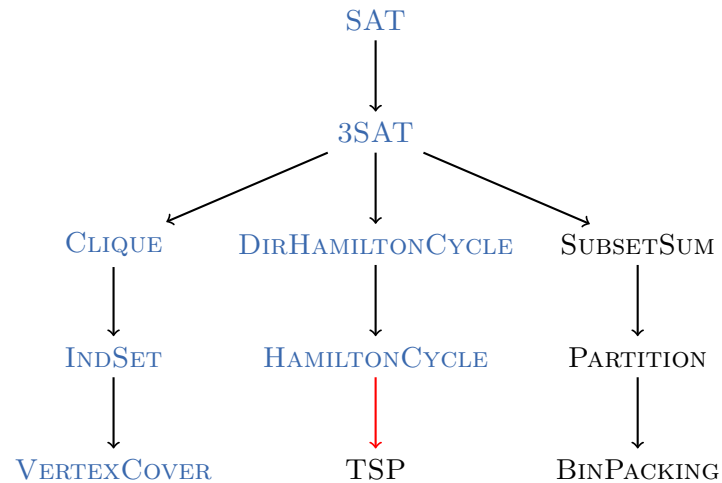 SAT
3SAT
CLIQUE DIRHAMILTONCYCLE SUBSETSUM
INDSET HAMILTONCYCLE PARTITION
VERTEXCOVER TSP BINPACKING